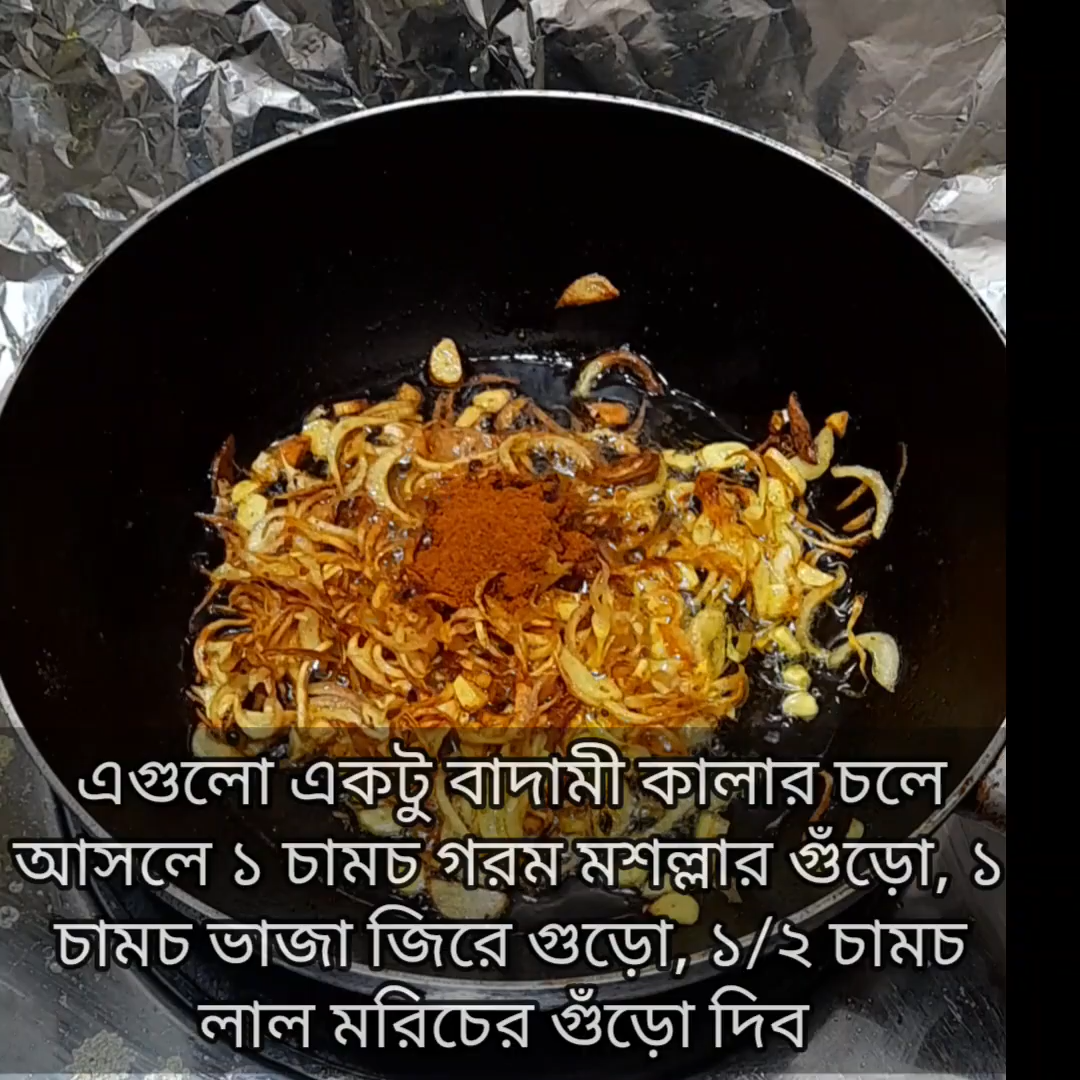 এগুলো একটু বাদামী কালার চলে
আসলে ১ চামচ গরম মশল্লার গুঁড়ো, ১
চামচ ভাজা জিরে গুড়ো, ১/২ চামচ
লাল মরিচের গুঁড়ো দিব